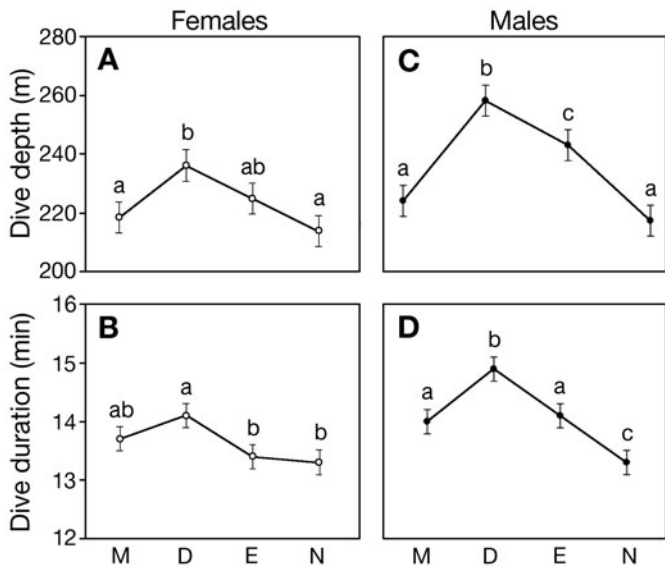 Females
Males
Dive depth (m)
280
260
240
220
200
A
a
b
ab
a
C
a
b
c
a
Dive duration (min)
16
15
14
13
12
B
ab
a
b
b
D
a
b
a
c
M D E N
M D E N